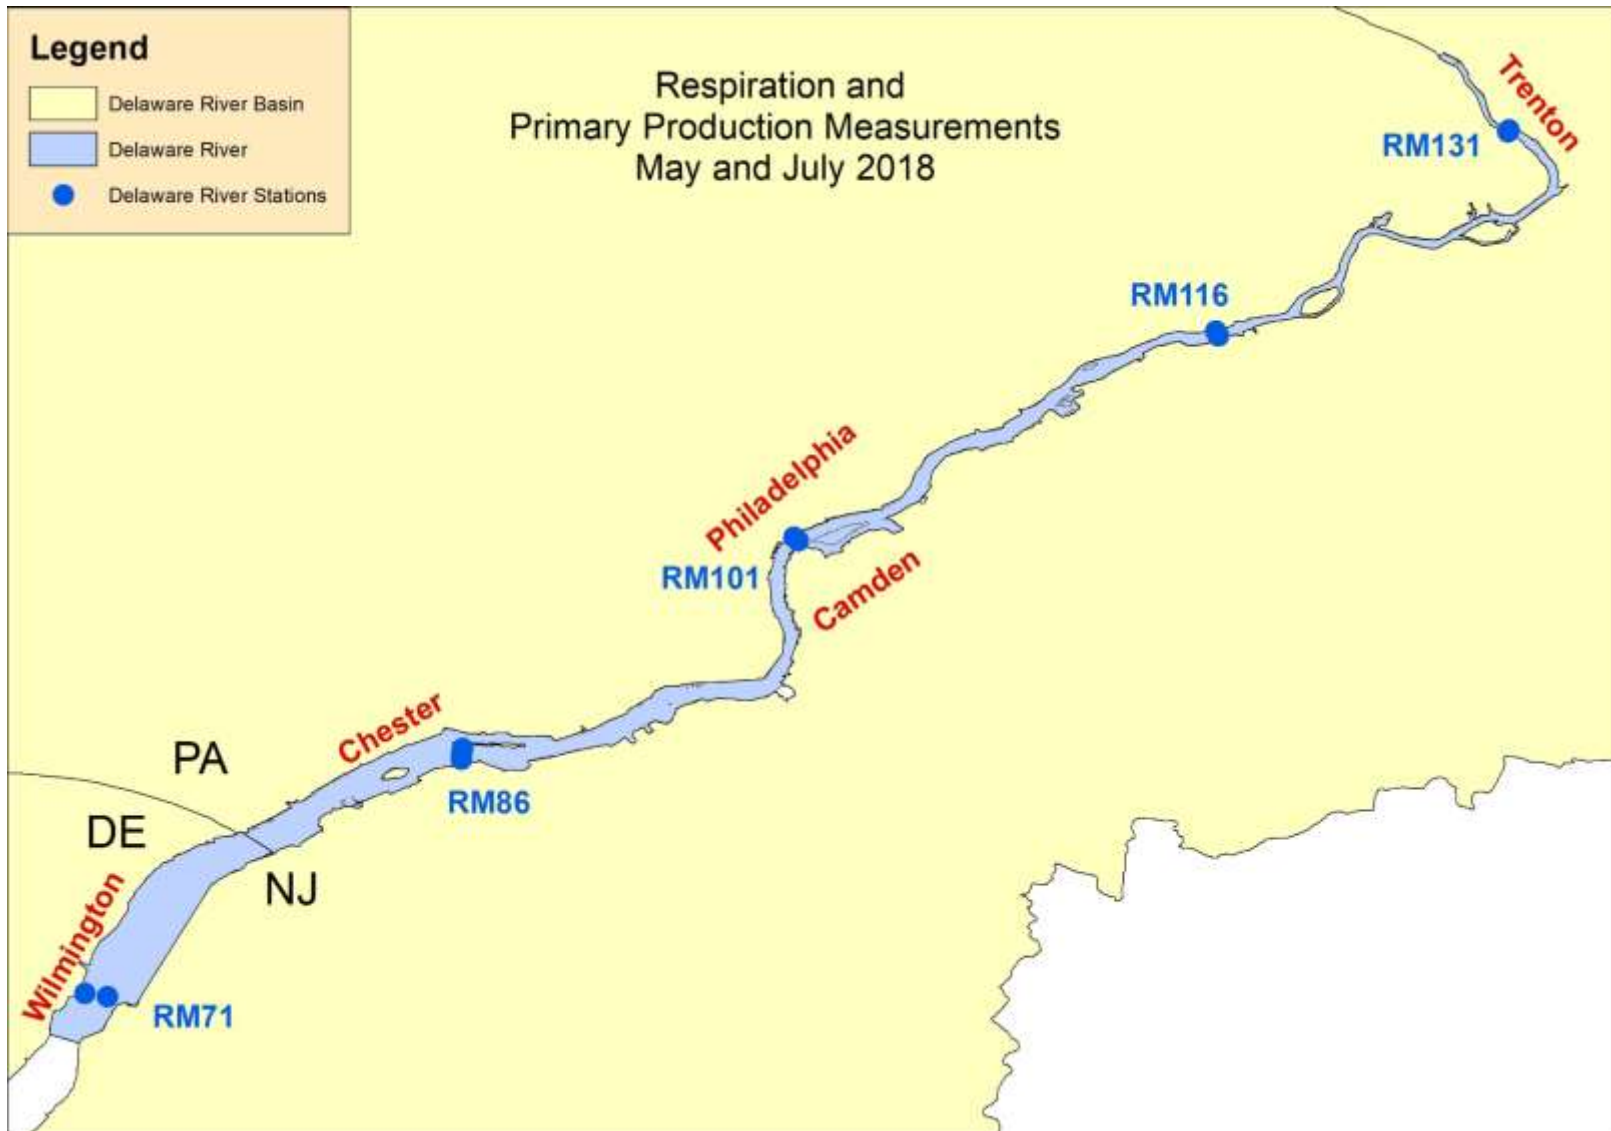 Legend
Delaware River Basin
Delaware River
Delaware River Stations
Respiration and
Primary Production Measurements
May and July 2018
Trenton
RM131
RM116
Philadelphia
RM101
Camden
Chester
PA
RM86
DE
NJ
Wilmington
RM71